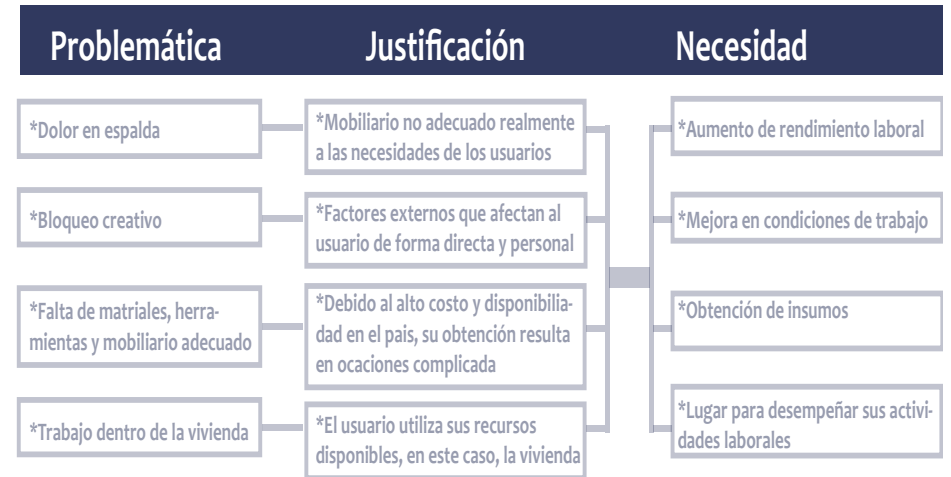 Problemática
Justificación
Necesidad
*Dolor en espalda
*Mobiliario no adecuado realmente
a las necesidades de los usuarios
*Aumento de rendimiento laboral
*Bloqueo creativo
*Factores externos que afectan al
usuario de forma directa y personal
*Mejora en condiciones de trabajo
*Falta de matriales, herra-
mientas y mobiliario adecuado
*Debido al alto costo y disponibilia-
dad en el pais, su obtención resulta
en ocaciones complicada
*Obtención de insumos
*Trabajo dentro de la vivienda
*El usuario utiliza sus recursos
disponibles, en este caso, la vivienda
*Lugar para desempeñar sus activi-
dades laborales